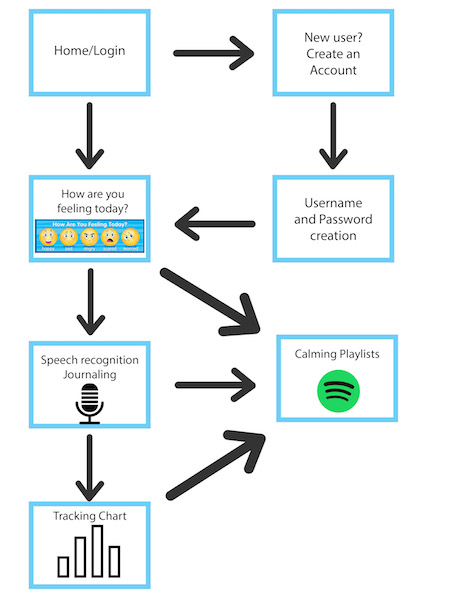 Home/Login
New user?
Create an
Account
How are you
feeling today?
How Are You Feeling Today?
happy sad angry scared worried
Username
and Password
creation
Speech recognition
Journaling
Calming Playlists
Tracking Chart